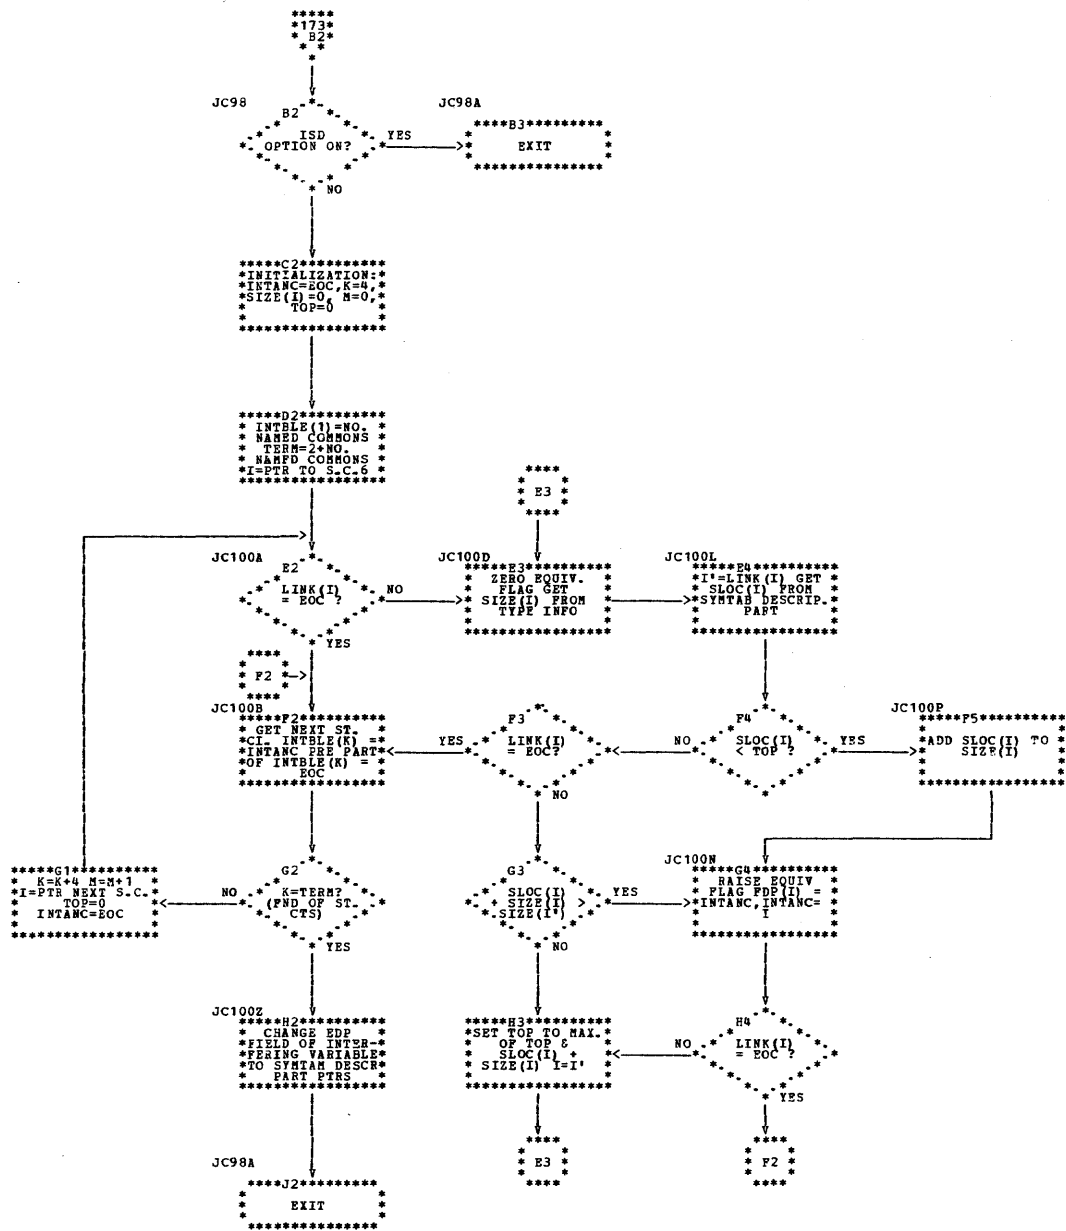 *173*
B2*
JC98
B2
ISD
OPTION ON?
YES
NO
JC98A
*****B3*********
EXIT
*****C2**********
*INITIALIZATION:*
*INTANC=EOC,K=4,*
*SIZE(I)=0, M=0,*
TOP=0
*****D2**********
* INTBLE(1)=NO. *
* NAMED COMMONS *
* TERM=2+NO. *
* NAMFD COMMONS *
*I=PTR TO S.C.6 *
E3
JC100A
E2
LINK(I)
= EOC ?
NO
YES
JC100D
*****E3**********
ZERO EQUIV.
FLAG GET
SIZE(I) FROM
TYPE INFO
JC100L
*****E4**********
*I'=LINK(I) GET *
* SLOC(I) FROM *
*SYMTAB DESCRIP.*
PART
* F2 *
JC100B
*****F2**********
* GET NEXT ST. *
*CL. INTBLE(K) =*
*INTANC PRE PART*
*OF INTBLE(K) = *
EOC
F3
LINK(I)
= EOC?
YES
NO
F4
SLOC(I)
< TOP ?
NO
YES
JC100P
*****F5**********
*ADD SLOC(I) TO *
SIZE(I)
*****G1**********
* K=K+4 M=M+1 *
*I=PTR NEXT S.C.*
TOP=0
INTANC=EOC
G2
K=TERM?
(FND OF ST.
CTS)
NO
YES
G3
SLOC(I)
+ SIZE(I) >
SIZE(I')
YES
NO
JC100N
*****G4**********
RAISE EQUIV
*FLAG FDP(I) = *
*INTANC,INTANC= *
I
JC100Z
*****H2**********
* CHANGE EDP *
*FIELD OF INTER-*
*FERING VARIABLE*
*TO SYMTAM DESCR*
* PART PTRS *
*****H3**********
*SET TOP TO MAX.*
OF TOP &
SLOC(I) +
SIZE(I) I=I'
H4
LINK(I)
= EOC ?
NO
YES
* E3 *
* F2 *
JC98A
*****J2*********
EXIT